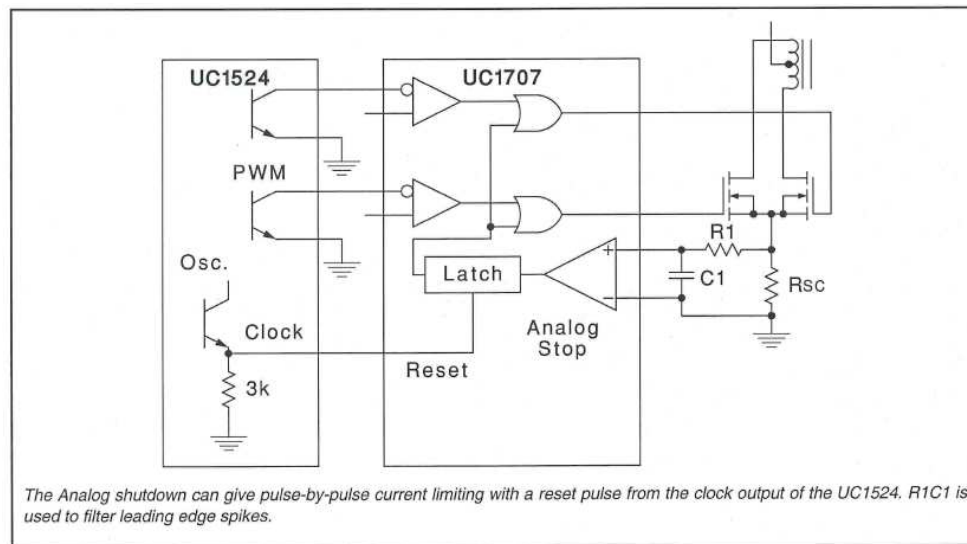 UC1524
UC1707
PWM
Osc.
Clock
3k
Latch
Reset
Analog
Stop
+
−
R1
C1
Rsc
The Analog shutdown can give pulse-by-pulse current limiting with a reset pulse from the clock output of the UC1524. R1C1 is
used to filter leading edge spikes.